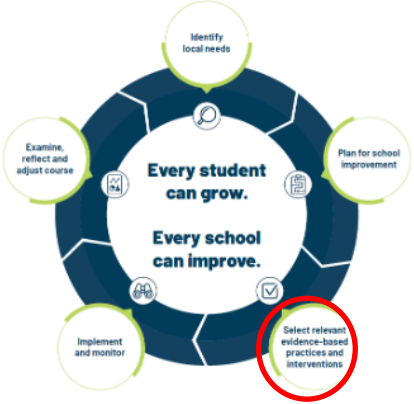 Identify
local needs
Plan for school
improvement
Select relevant
evidence-based
practices and
interventions
Implement
and monitor
Examine,
reflect and
adjust course
Every student
can grow.
Every school
can improve.